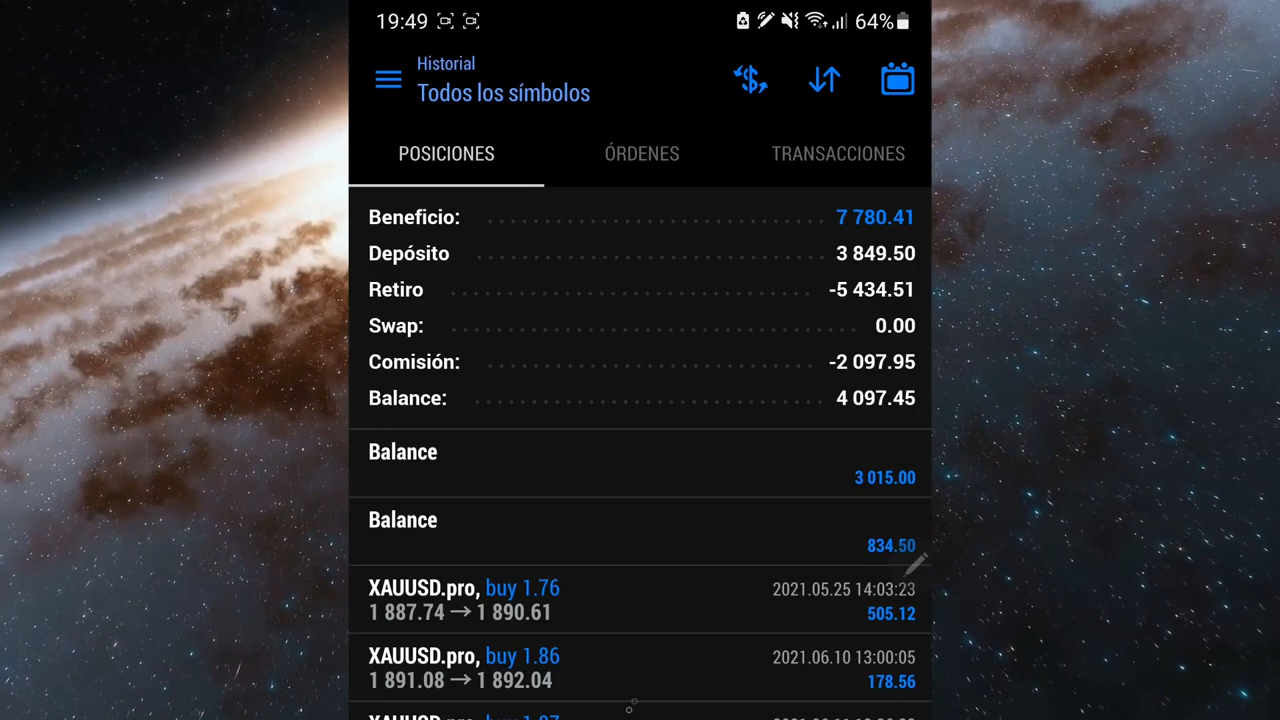 19:49 64%
Historial
Todos los símbolos
POSICIONES ÓRDENES TRANSACCIONES
Beneficio: 7 780.41
Depósito 3 849.50
Retiro -5 434.51
Swap: 0.00
Comisión: -2 097.95
Balance: 4 097.45
Balance
3 015.00
Balance
834.50
XAUUSD.pro, buy 1.76 2021.05.25 14:03:23
1 887.74 → 1 890.61 505.12
XAUUSD.pro, buy 1.86 2021.06.10 13:00:05
1 891.08 → 1 892.04 178.56